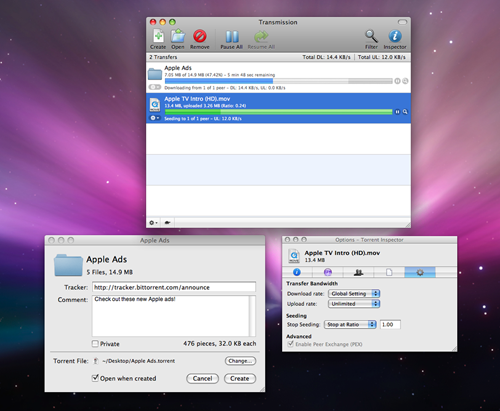 Transmission
Create Open Remove Pause All Resume All Filter Inspector
2 Transfers Total DL: 14.4 KB/s Total UL: 12.0 KB/s
Apple Ads
7.05 MB of 14.9 MB (47.42%) - 5 min 48 sec remaining
Downloading from 1 of 1 peer - DL: 14.4 KB/s, UL: 0.0 KB/s
Apple TV Intro (HD).mov
13.4 MB, uploaded 3.26 MB (Ratio: 0.24)
Seeding to 1 of 1 peer - UL: 12.0 KB/s
Apple Ads
Apple Ads
5 Files, 14.9 MB
Tracker: http://tracker.bittorrent.com/announce
Comment: Check out these new Apple ads!
Private 476 pieces, 32.0 KB each
Torrent File: ~/Desktop/Apple Ads.torrent Change...
Open when created Cancel Create
Options - Torrent Inspector
Apple TV Intro (HD).mov
13.4 MB
Transfer Bandwidth
Download rate: Global Setting
Upload rate: Unlimited
Seeding
Stop Seeding: Stop at Ratio 1.00
Advanced
Enable Peer Exchange (PEX)